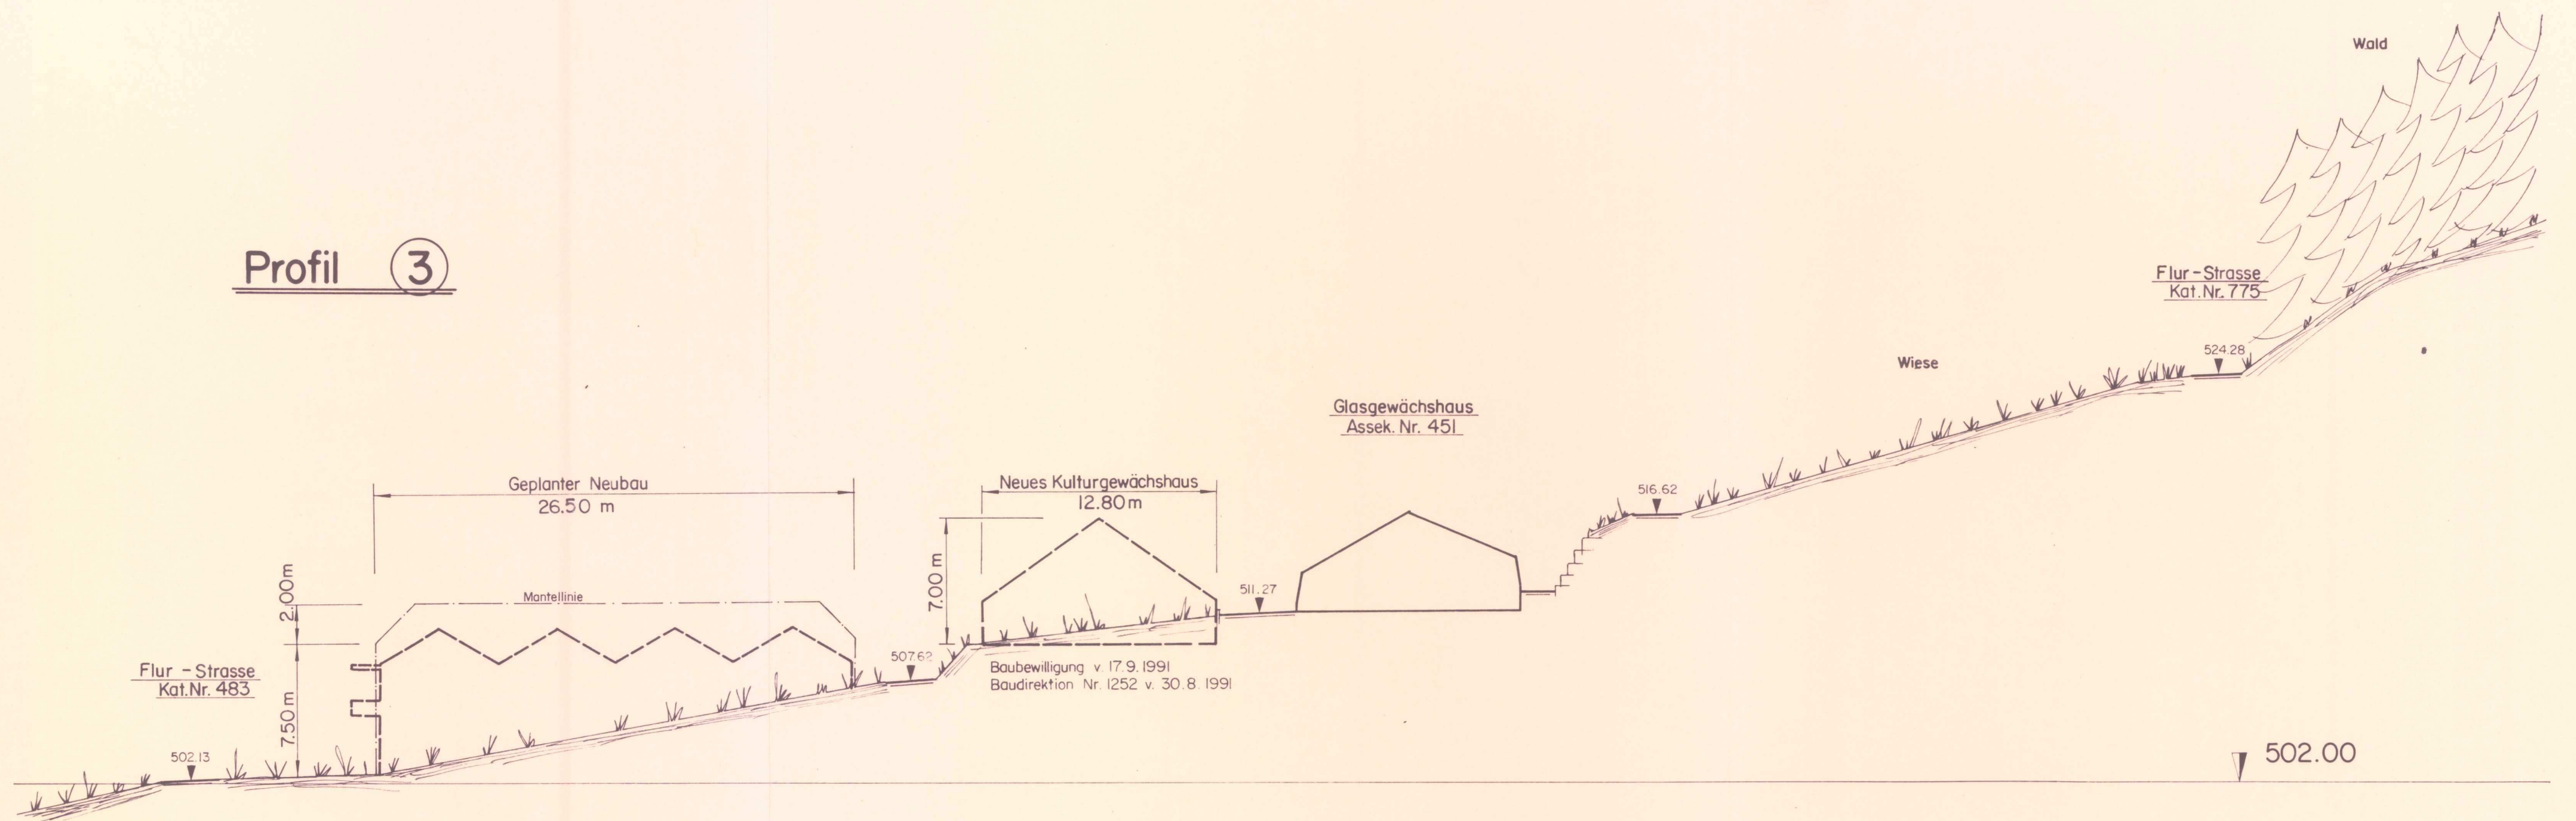 Wald
Profil 3
Flur - Strasse
Kat. Nr. 775
524.28
Wiese
Glasgewächshaus
Assek. Nr. 451
Geplanter Neubau
26.50 m
Neues Kulturgewächshaus
12.80 m
516.62
7.00 m
511.27
2.00 m
Mantellinie
507.62
Baubewilligung v. 17.9.1991
Baudirektion Nr. 1252 v. 30.8.1991
Flur - Strasse
Kat. Nr. 483
7.50 m
502.13
502.00